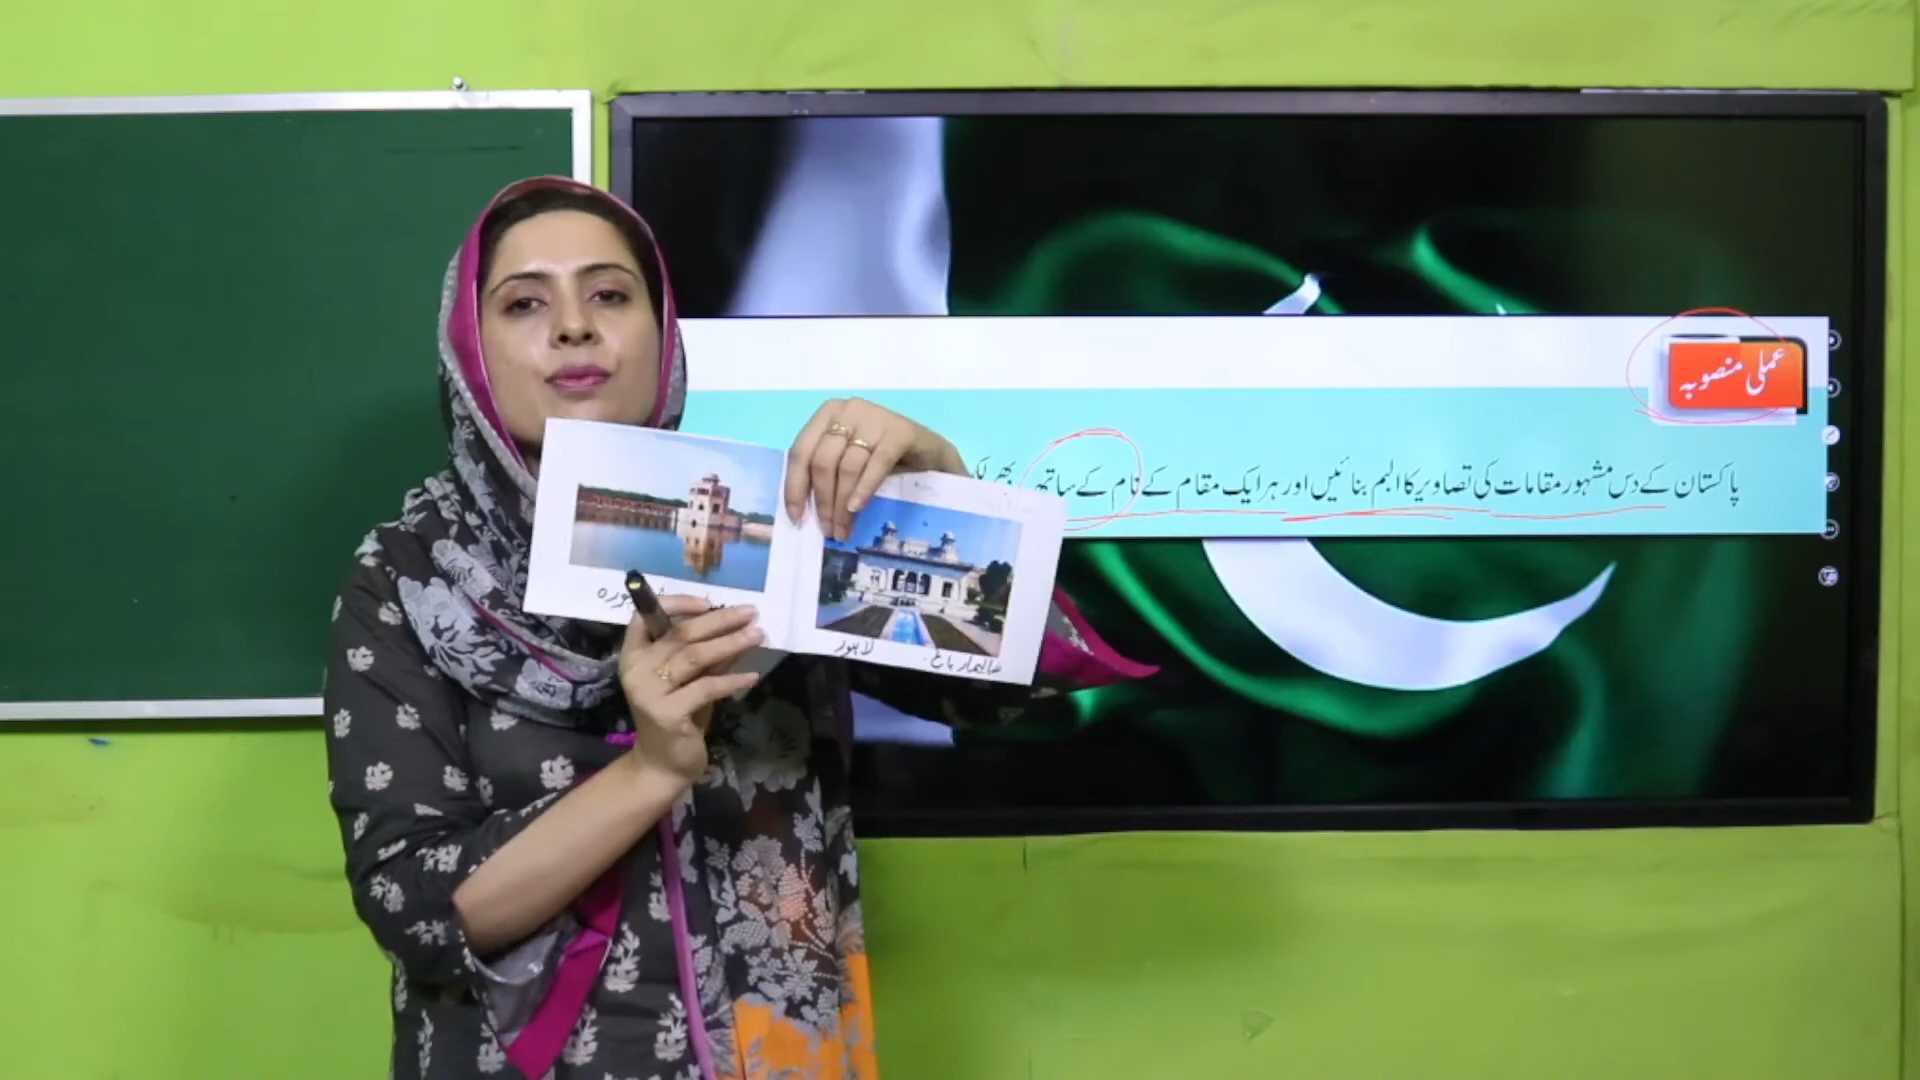 عملی منصوبہ
پاکستان کے دس مشہور مقامات کی تصاویر کا البم بنائیں اور ہر ایک مقام کے نام کے ساتھ بھر
شالیمار باغ۔ لاہور